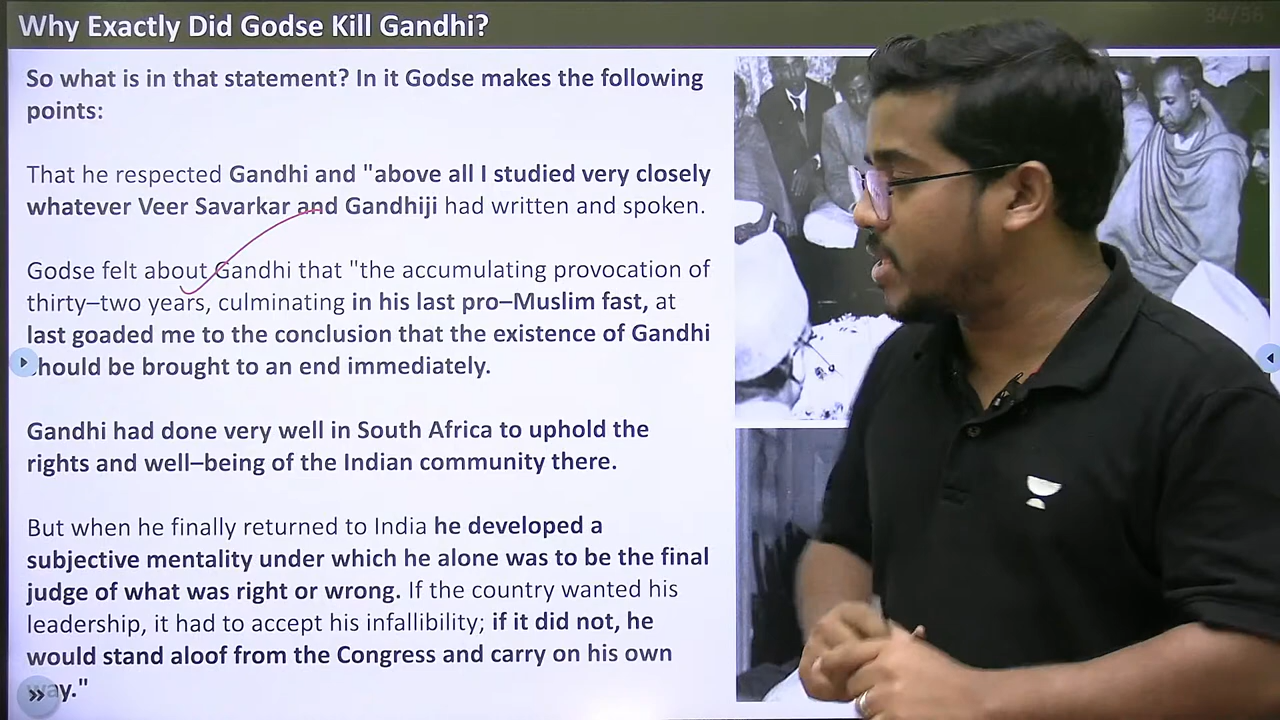 Why Exactly Did Godse Kill Gandhi?
34/56
So what is in that statement? In it Godse makes the following
points:
That he respected Gandhi and "above all I studied very closely
whatever Veer Savarkar and Gandhiji had written and spoken.
Godse felt about Gandhi that "the accumulating provocation of
thirty–two years, culminating in his last pro–Muslim fast, at
last goaded me to the conclusion that the existence of Gandhi
should be brought to an end immediately.
Gandhi had done very well in South Africa to uphold the
rights and well–being of the Indian community there.
But when he finally returned to India he developed a
subjective mentality under which he alone was to be the final
judge of what was right or wrong. If the country wanted his
leadership, it had to accept his infallibility; if it did not, he
would stand aloof from the Congress and carry on his own
way."